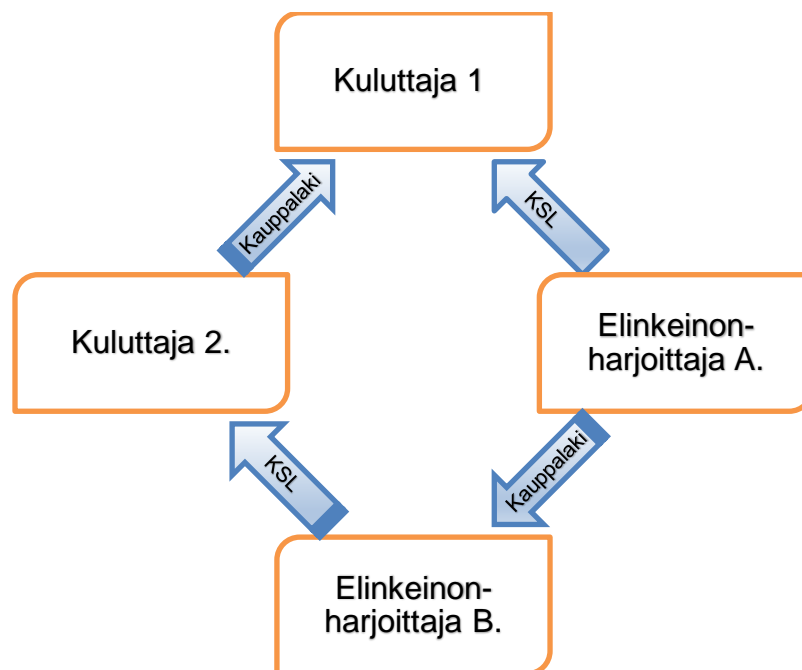 Kuluttaja 1
Kauppalaki
KSL
Kuluttaja 2.
Elinkeinon-
harjoittaja A.
KSL
Kauppalaki
Elinkeinon-
harjoittaja B.